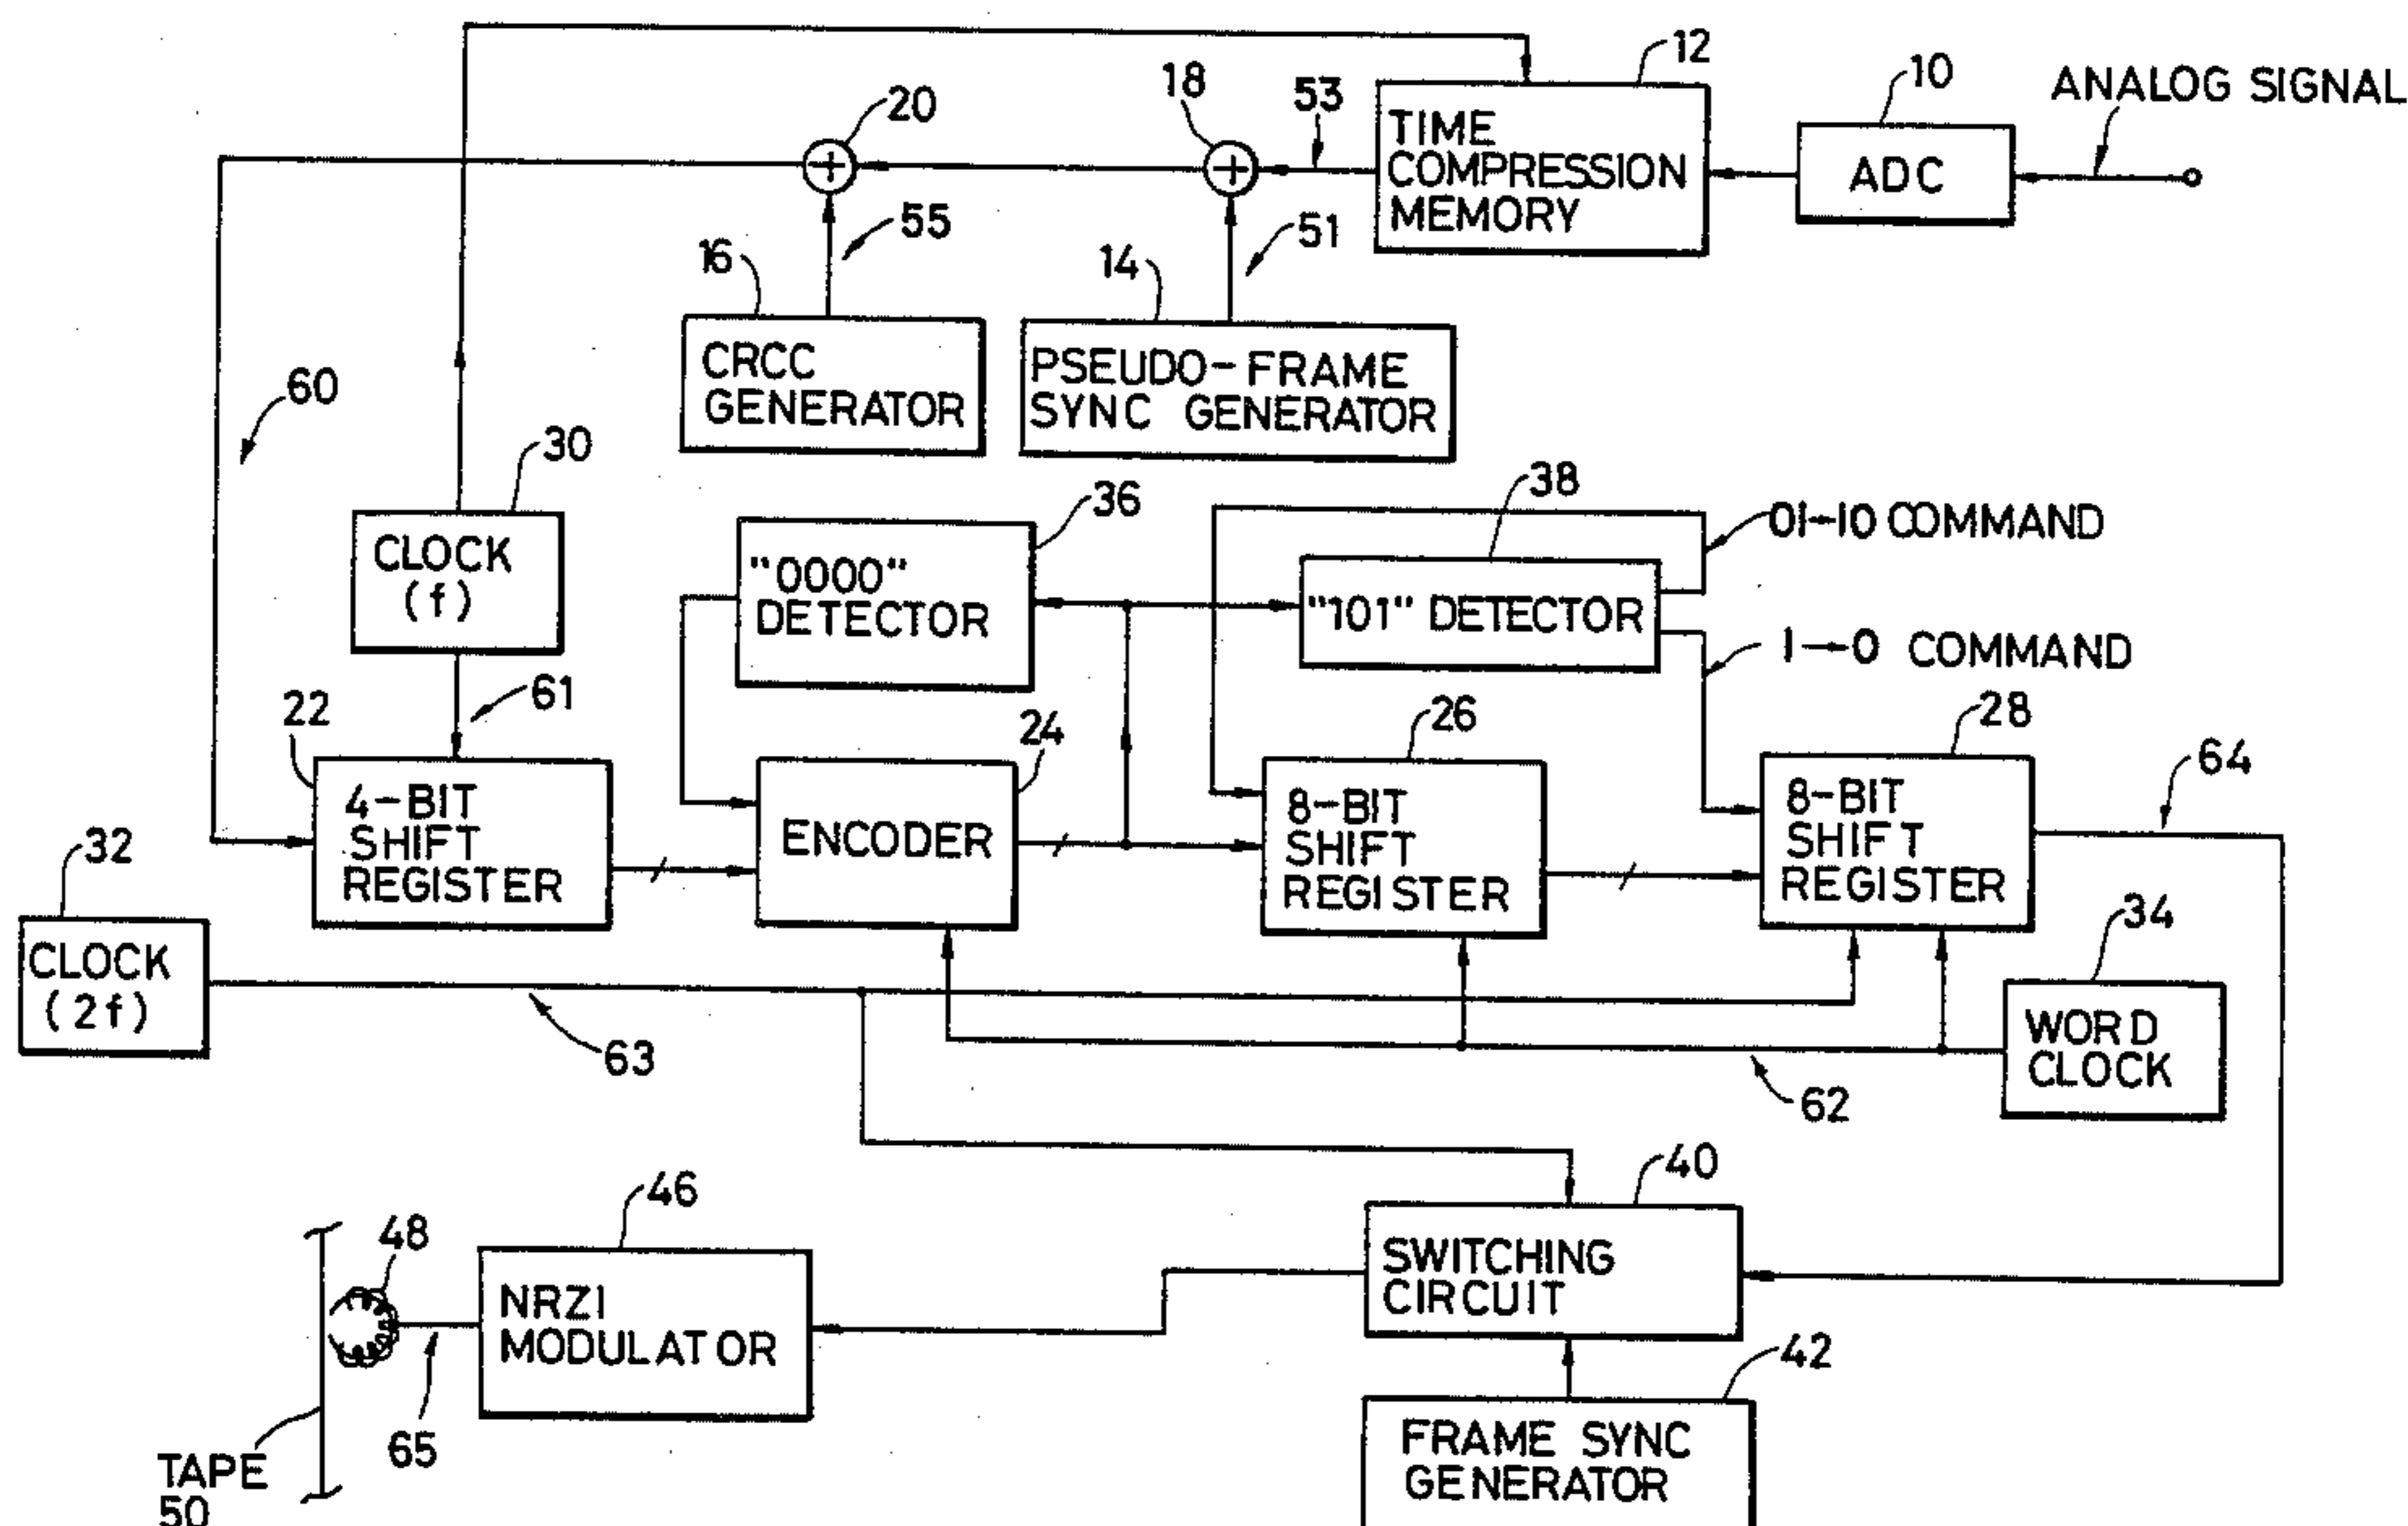 12
10
ANALOG SIGNAL
18
53
20
TIME
COMPRESSION
MEMORY
ADC
55
51
16
14
CRCC
GENERATOR
PSEUDO-FRAME
SYNC GENERATOR
60
30
36
38
01→10 COMMAND
CLOCK
(f)
"0000"
DETECTOR
"101" DETECTOR
1→0 COMMAND
61
22
24
26
28
64
4-BIT
SHIFT
REGISTER
ENCODER
8-BIT
SHIFT
REGISTER
8-BIT
SHIFT
REGISTER
32
34
CLOCK
(2f)
WORD
CLOCK
63
62
40
46
48
SWITCHING
CIRCUIT
NRZI
MODULATOR
42
65
FRAME SYNC
GENERATOR
TAPE
50